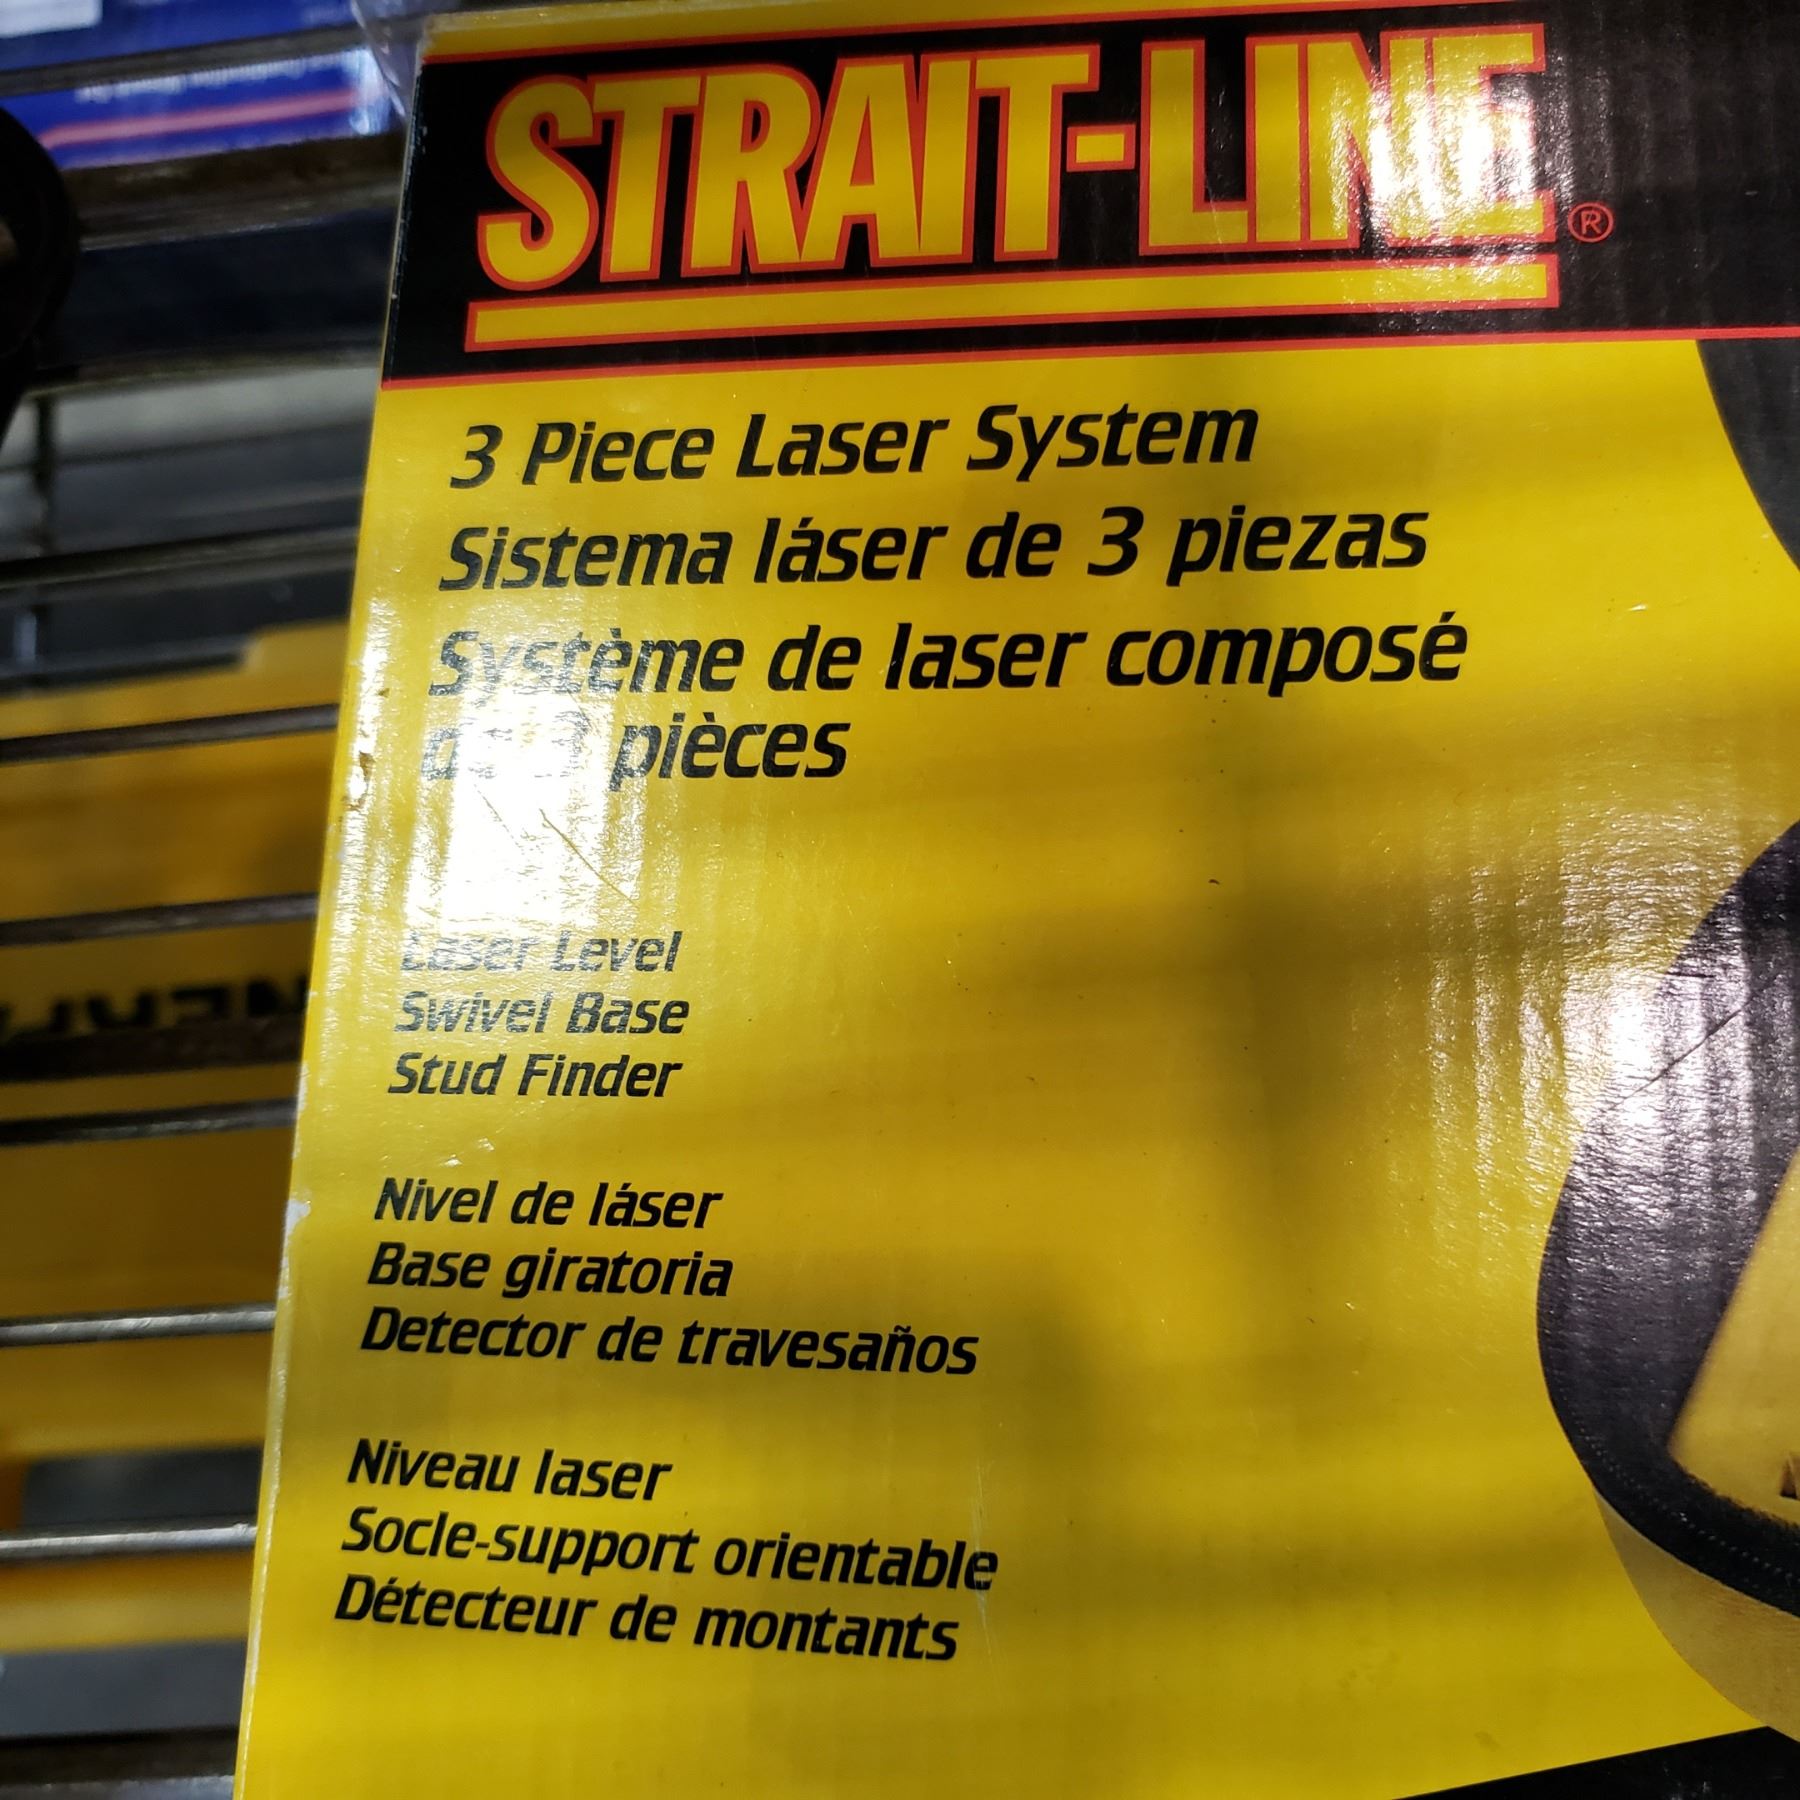 STRAIT-LINE®
3 Piece Laser System
Sistema láser de 3 piezas
Système de laser composé
de 3 pièces
Laser Level
Swivel Base
Stud Finder
Nivel de láser
Base giratoria
Detector de travesaños
Niveau laser
Socle-support orientable
Détecteur de montants